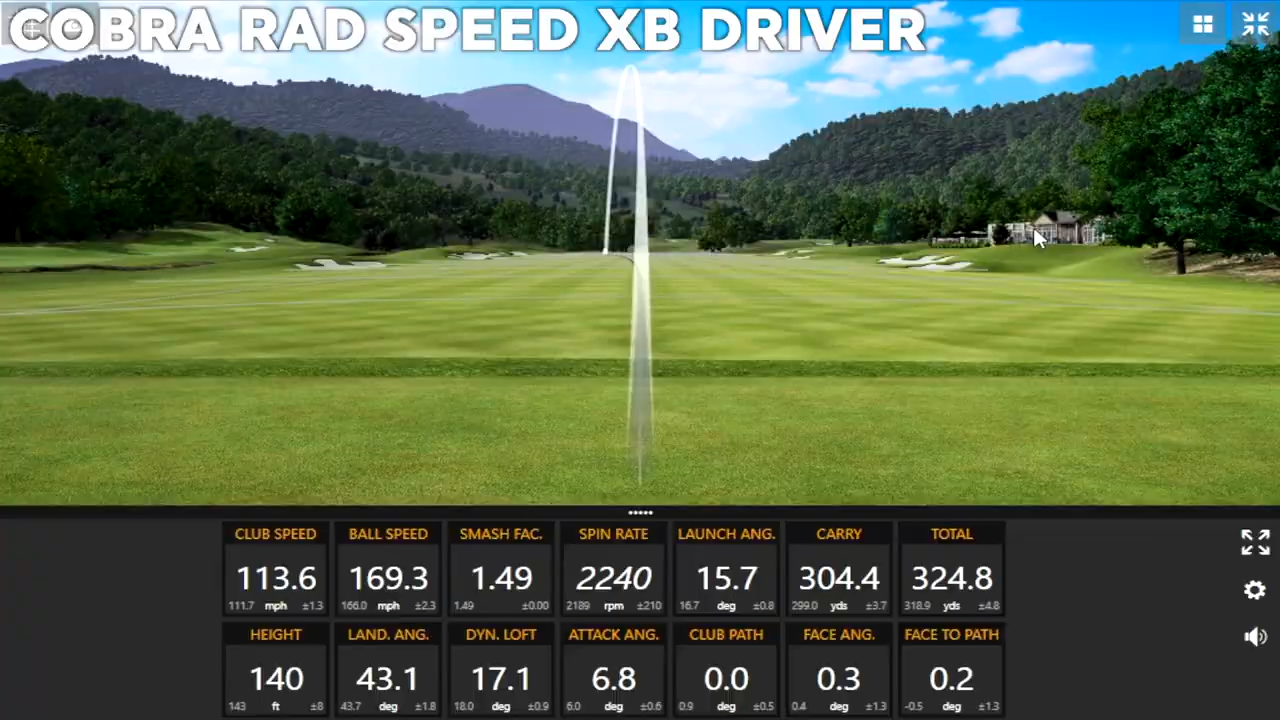 COBRA RAD SPEED XB DRIVER
CLUB SPEED BALL SPEED SMASH FAC. SPIN RATE LAUNCH ANG. CARRY TOTAL
113.6 169.3 1.49 2240 15.7 304.4 324.8
111.7 mph ±1.3 166.0 mph ±2.3 1.49 ±0.00 2189 rpm ±210 16.7 deg ±0.8 299.0 yds ±3.7 318.9 yds ±4.8
HEIGHT LAND. ANG. DYN. LOFT ATTACK ANG. CLUB PATH FACE ANG. FACE TO PATH
140 43.1 17.1 6.8 0.0 0.3 0.2
143 ft ±8 43.7 deg ±1.8 18.0 deg ±0.9 6.0 deg ±0.6 0.9 deg ±0.5 0.4 deg ±1.3 -0.5 deg ±1.3